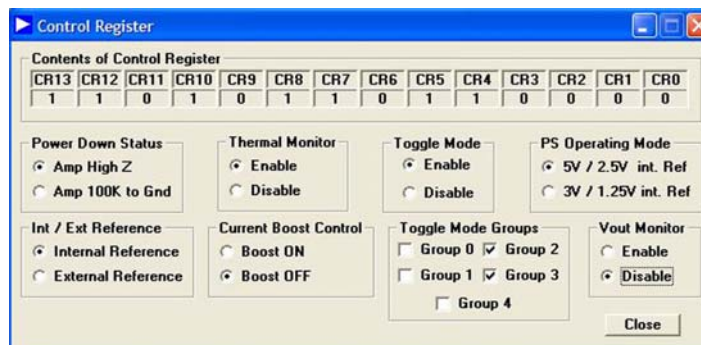 Control Register
Contents of Control Register
CR13 CR12 CR11 CR10 CR9 CR8 CR7 CR6 CR5 CR4 CR3 CR2 CR1 CR0
1 1 0 1 0 1 1 0 1 1 0 0 0 0
Power Down Status Thermal Monitor Toggle Mode PS Operating Mode
Amp High Z Enable Enable 5V / 2.5V int. Ref
Amp 100K to Gnd Disable Disable 3V / 1.25V int. Ref
Int / Ext Reference Current Boost Control Toggle Mode Groups Vout Monitor
Internal Reference Boost ON Group 0 Group 2 Enable
External Reference Boost OFF Group 1 Group 3 Disable
Group 4
Close